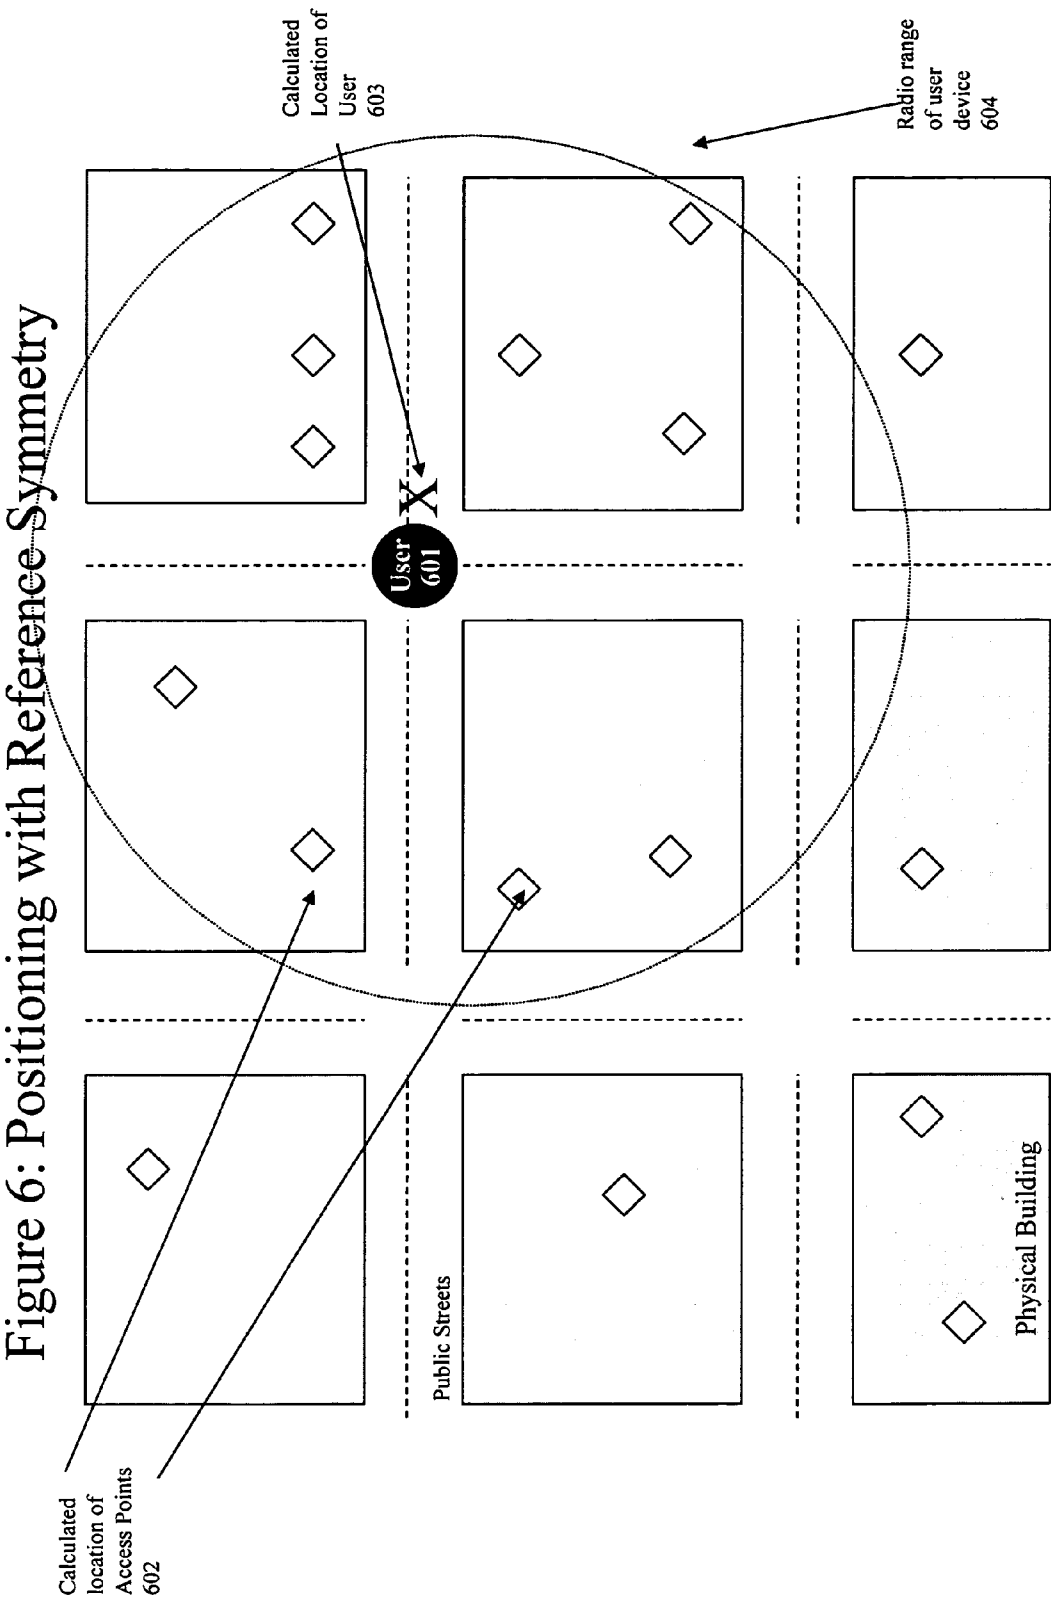 Figure 6: Positioning with Reference Symmetry
Calculated
location of
Access Points
602
Calculated
Location of
User
603
User
601
X
Public Streets
Physical Building
Radio range
of user
device
604